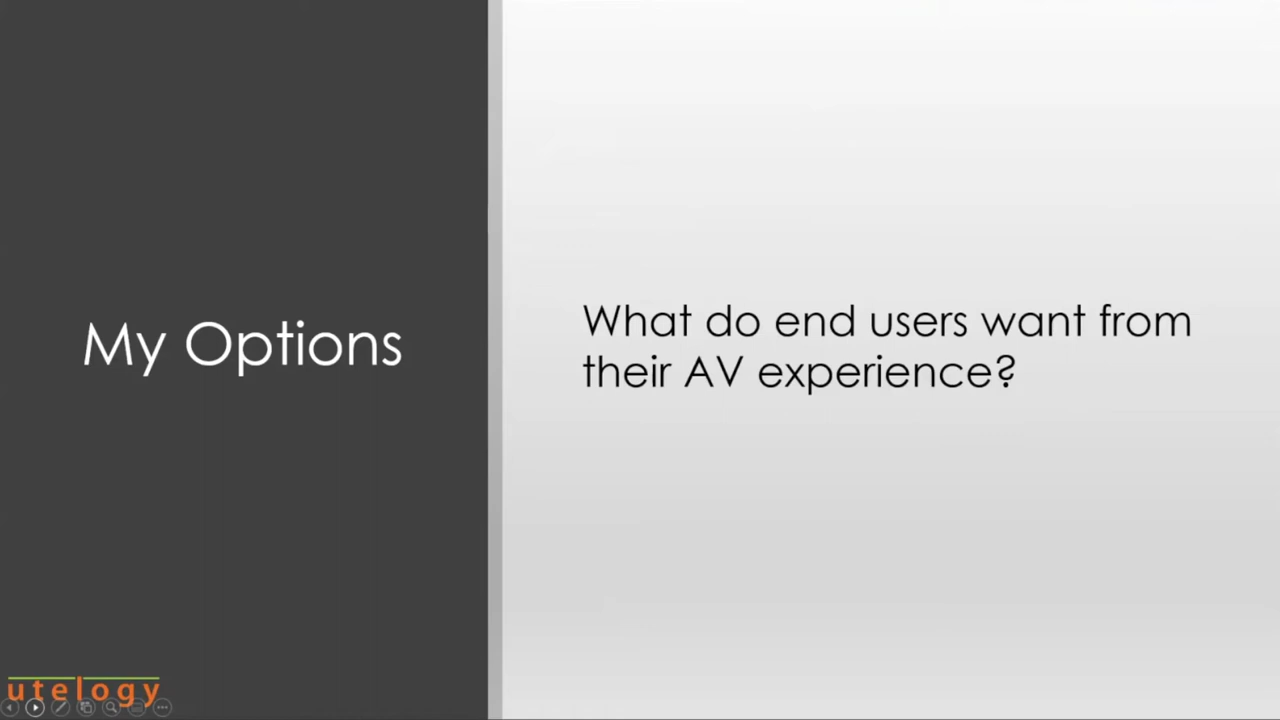 My Options
What do end users want from
their AV experience?
utelogy